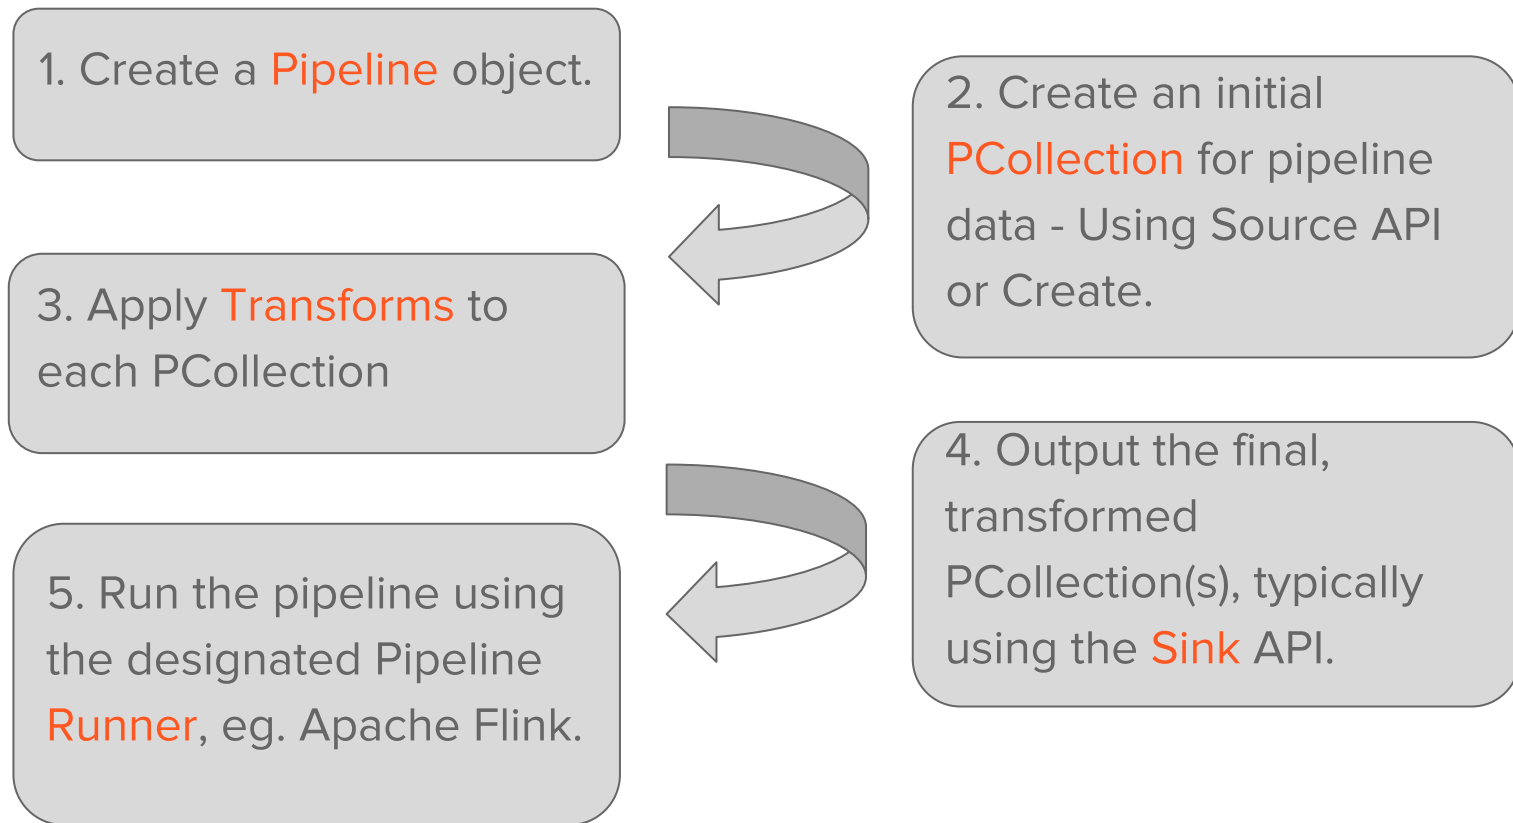 1. Create a Pipeline object.
2. Create an initial
PCollection for pipeline
data - Using Source API
or Create.
3. Apply Transforms to
each PCollection
4. Output the final,
transformed
PCollection(s), typically
using the Sink API.
5. Run the pipeline using
the designated Pipeline
Runner, eg. Apache Flink.